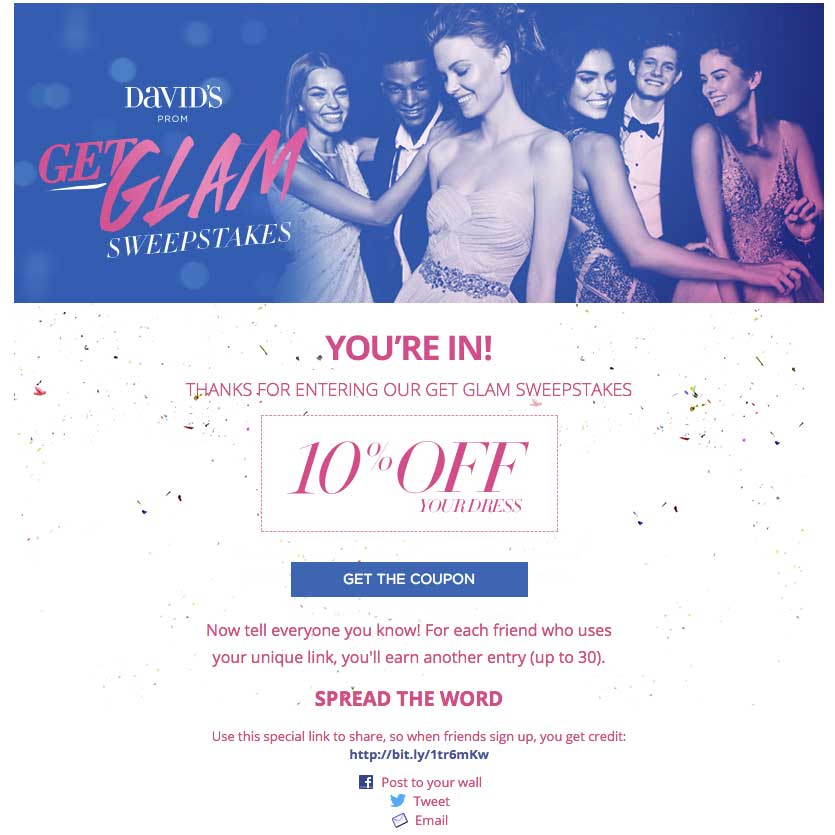 DAVID'S
PROM
GET GLAM
SWEEPSTAKES
YOU'RE IN!
THANKS FOR ENTERING OUR GET GLAM SWEEPSTAKES
10% OFF
YOUR DRESS
GET THE COUPON
Now tell everyone you know! For each friend who uses
your unique link, you'll earn another entry (up to 30).
SPREAD THE WORD
Use this special link to share, so when friends sign up, you get credit:
http://bit.ly/1tr6mKw
Post to your wall
Tweet
Email